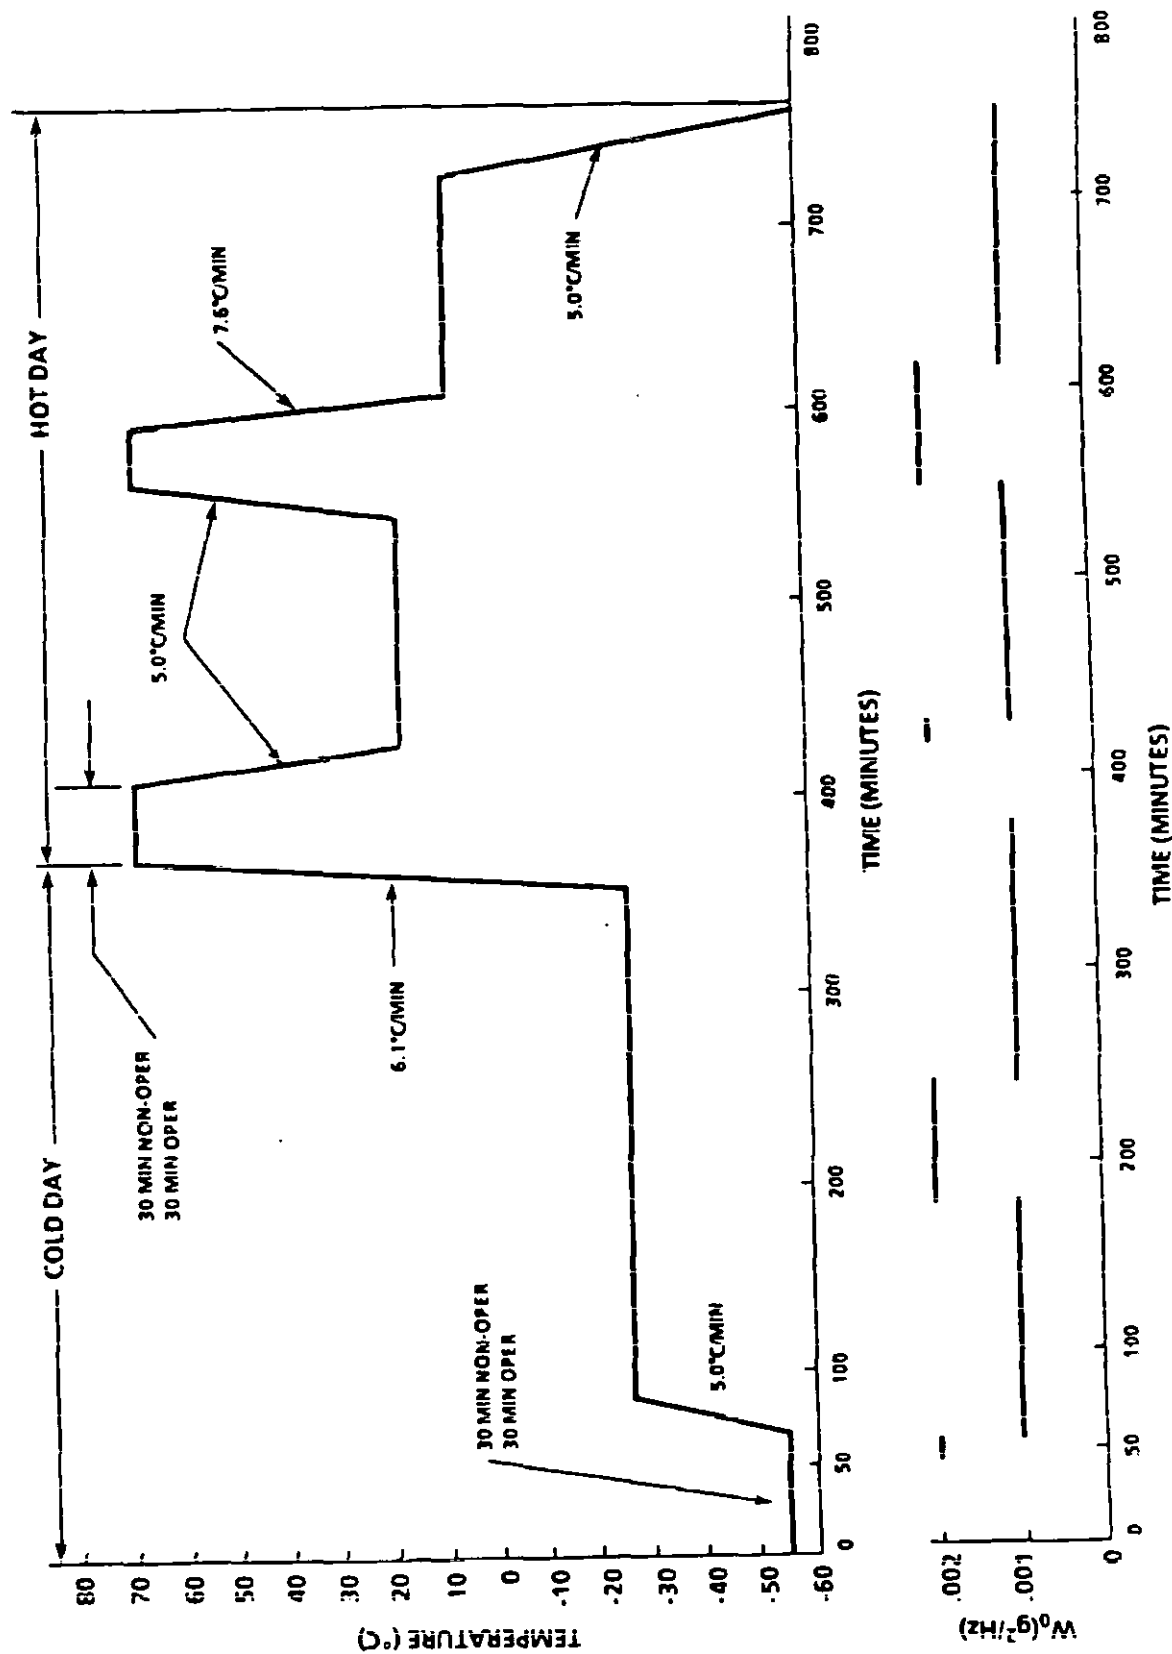 COLD DAY
HOT DAY
30 MIN NON-OPER
30 MIN OPER
7.6°C/MIN
5.0°C/MIN
6.1°C/MIN
5.0°C/MIN
30 MIN NON-OPER
30 MIN OPER
5.0°C/MIN
TEMPERATURE (°C)
80
70
60
50
40
30
20
10
0
-10
-20
-30
-40
-50
-60
0
50
100
200
300
400
500
600
700
800
TIME (MINUTES)
W₀(g²/Hz)
.002
.001
0
0
50
100
200
300
400
500
600
700
800
TIME (MINUTES)